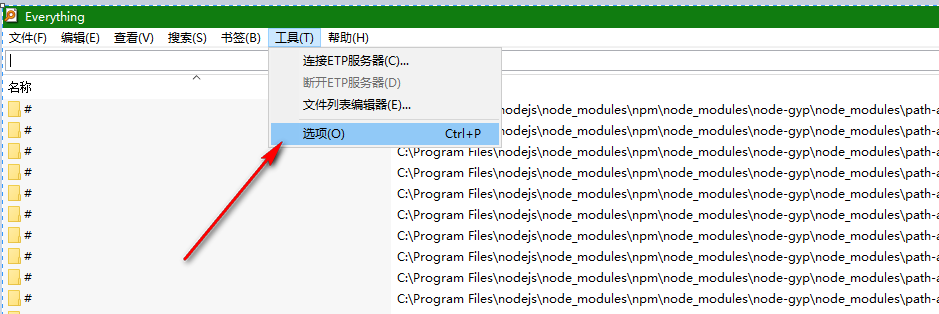 Everything
文件(F) 编辑(E) 查看(V) 搜索(S) 书签(B) 工具(T) 帮助(H)
连接ETP服务器(C)...
断开ETP服务器(D)
文件列表编辑器(E)...
选项(O) Ctrl+P
名称
# C:\Program Files\nodejs\node_modules\npm\node_modules\node-gyp\node_modules\path-a
# C:\Program Files\nodejs\node_modules\npm\node_modules\node-gyp\node_modules\path-a
# C:\Program Files\nodejs\node_modules\npm\node_modules\node-gyp\node_modules\path-a
# C:\Program Files\nodejs\node_modules\npm\node_modules\node-gyp\node_modules\path-a
# C:\Program Files\nodejs\node_modules\npm\node_modules\node-gyp\node_modules\path-a
# C:\Program Files\nodejs\node_modules\npm\node_modules\node-gyp\node_modules\path-a
# C:\Program Files\nodejs\node_modules\npm\node_modules\node-gyp\node_modules\path-a
# C:\Program Files\nodejs\node_modules\npm\node_modules\node-gyp\node_modules\path-a
# C:\Program Files\nodejs\node_modules\npm\node_modules\node-gyp\node_modules\path-a
# C:\Program Files\nodejs\node_modules\npm\node_modules\node-gyp\node_modules\path-a